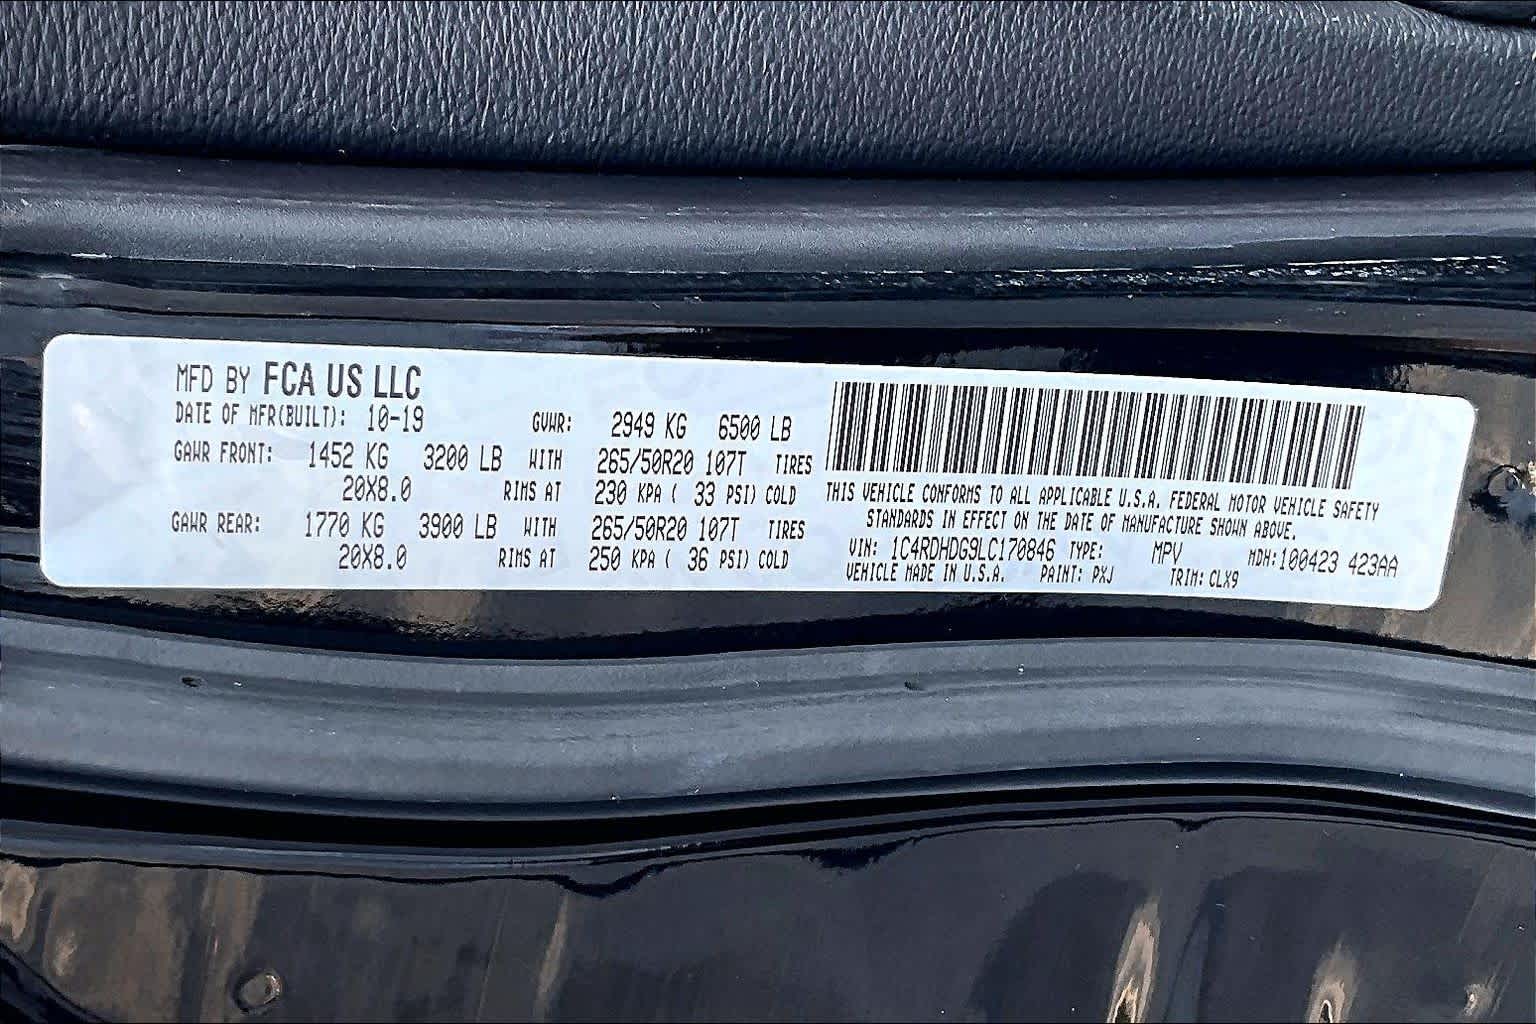 MFD BY FCA US LLC
DATE OF MFR(BUILT): 10-19 GVWR: 2949 KG 6500 LB
GAWR FRONT: 1452 KG 3200 LB WITH 265/50R20 107T TIRES
20X8.0 RIMS AT 230 KPA ( 33 PSI) COLD
GAWR REAR: 1770 KG 3900 LB WITH 265/50R20 107T TIRES
20X8.0 RIMS AT 250 KPA ( 36 PSI) COLD
THIS VEHICLE CONFORMS TO ALL APPLICABLE U.S.A. FEDERAL MOTOR VEHICLE SAFETY
STANDARDS IN EFFECT ON THE DATE OF MANUFACTURE SHOWN ABOVE.
VIN: 1C4RDHDG9LC170846 TYPE: MPV MDH: 100423 423AA
VEHICLE MADE IN U.S.A. PAINT: PXJ TRIM: CLX9